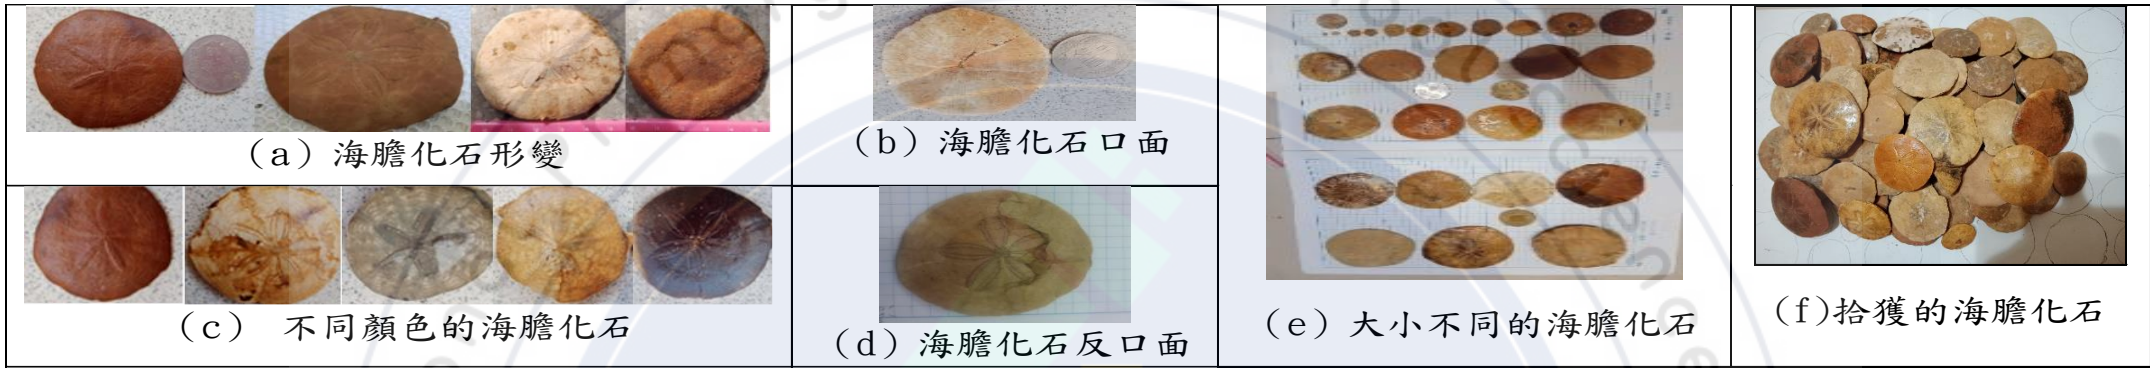 (a) 海膽化石形變
(b) 海膽化石口面
(c) 不同顏色的海膽化石
(d) 海膽化石反口面
(e) 大小不同的海膽化石
(f)拾獲的海膽化石